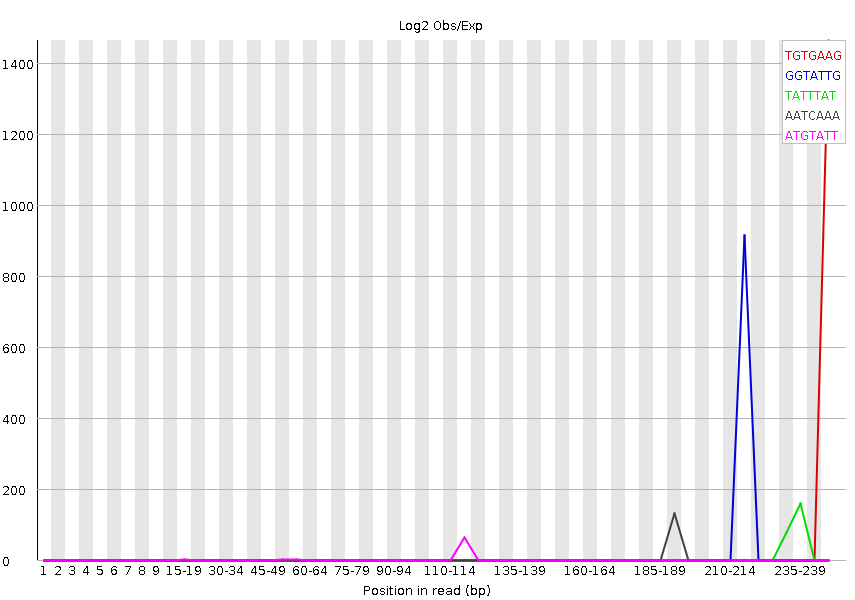 Log2 Obs/Exp
TGTGAAG
GGTATTG
TATTTAT
AATCAAA
ATGTATT
1400
1200
1000
800
600
400
200
0
1 2 3 4 5 6 7 8 9 15-19 30-34 45-49 60-64 75-79 90-94 110-114 135-139 160-164 185-189 210-214 235-239
Position in read (bp)